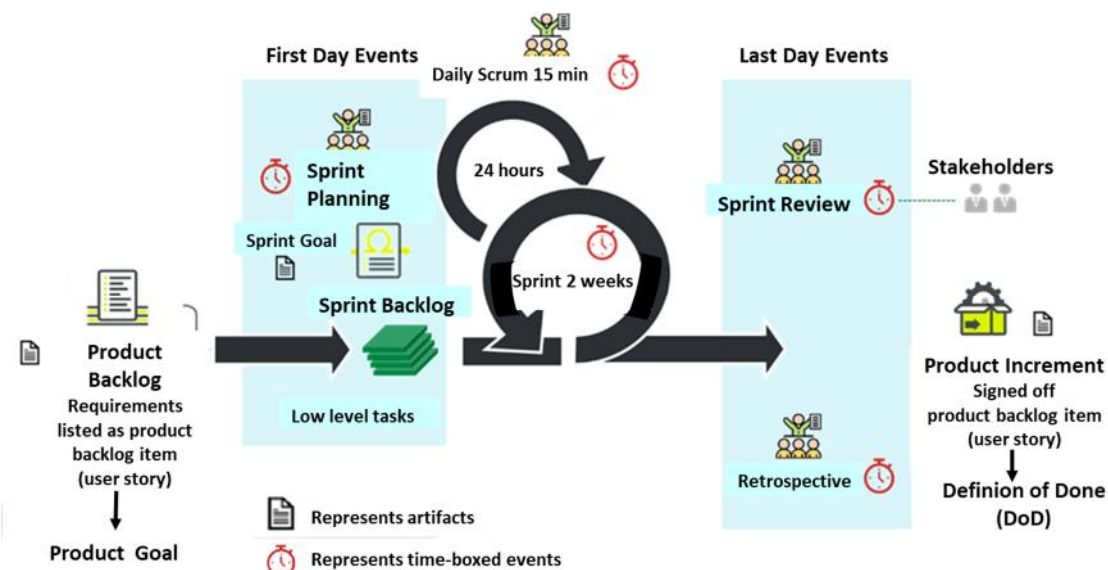 First Day Events
Daily Scrum 15 min
Last Day Events
24 hours
Sprint
Planning
Sprint Goal
Sprint Backlog
Low level tasks
Sprint 2 weeks
Sprint Review
Stakeholders
Retrospective
Product
Backlog
Requirements
listed as product
backlog item
(user story)
Product Goal
Product Increment
Signed off
product backlog item
(user story)
Definion of Done
(DoD)
Represents artifacts
Represents time-boxed events